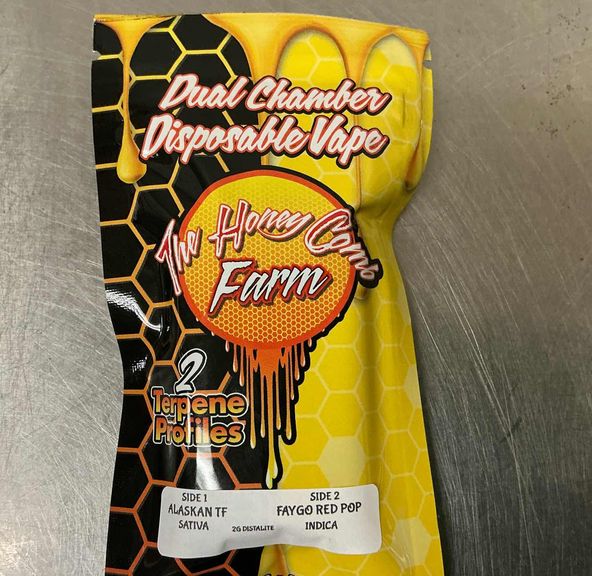 Dual Chamber
Disposable Vape
The Honey Comb
Farm
2
Terpene
Profiles
SIDE 1
ALASKAN TF
SATIVA
2G DISTALITE
SIDE 2
FAYGO RED POP
INDICA